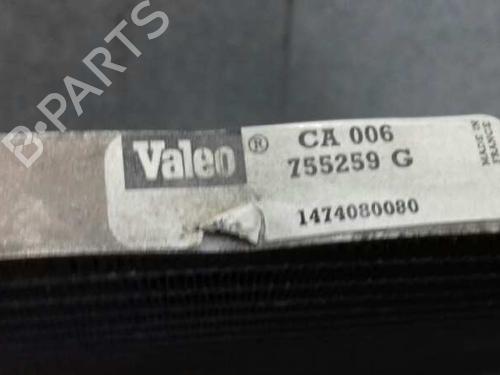 B-PARTS
Valeo®
CA 006
755259 G
1474080080
MADE IN
FRANCE